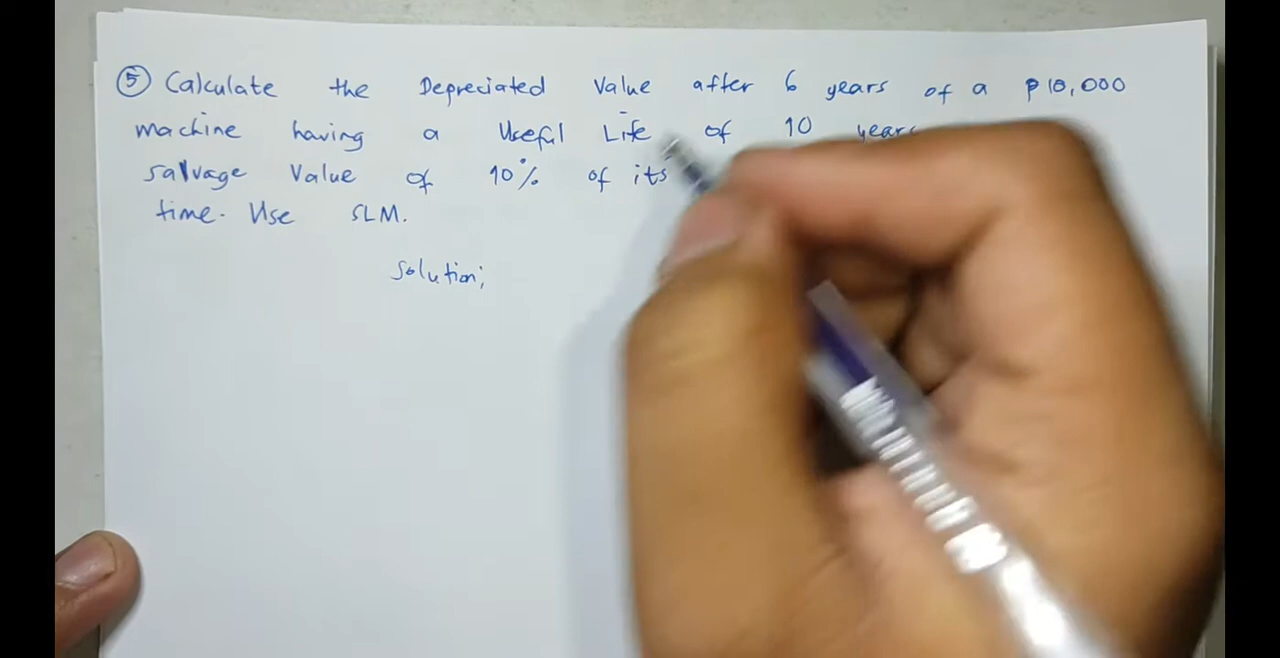 ⑤ Calculate the Depreciated Value after 6 years of a ₱10,000
machine having a Useful Life of 10 years
salvage Value of 10% of its
time. Use SLM.
Solution;